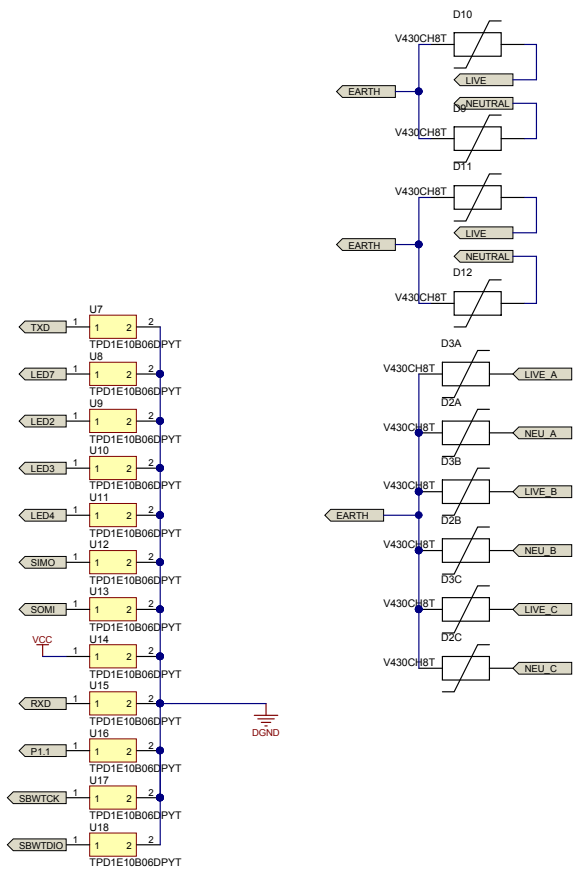 D10
V430CH8T
LIVE
EARTH
NEUTRAL
D9
V430CH8T
D11
V430CH8T
LIVE
EARTH
NEUTRAL
D12
V430CH8T
U7
TXD 1 1 2 2
TPD1E10B06DPYT
U8
LED7 1 1 2 2
TPD1E10B06DPYT
U9
LED2 1 1 2 2
TPD1E10B06DPYT
U10
LED3 1 1 2 2
TPD1E10B06DPYT
U11
LED4 1 1 2 2
TPD1E10B06DPYT
U12
SIMO 1 1 2 2
TPD1E10B06DPYT
U13
SOMI 1 1 2 2
TPD1E10B06DPYT
U14
VCC 1 1 2 2
TPD1E10B06DPYT
U15
RXD 1 1 2 2
TPD1E10B06DPYT
DGND
U16
P1.1 1 1 2 2
TPD1E10B06DPYT
U17
SBWTCK 1 1 2 2
TPD1E10B06DPYT
U18
SBWTDIO 1 1 2 2
TPD1E10B06DPYT
D3A
V430CH8T
LIVE_A
D2A
V430CH8T
NEU_A
D3B
V430CH8T
LIVE_B
EARTH
D2B
V430CH8T
NEU_B
D3C
V430CH8T
LIVE_C
D2C
V430CH8T
NEU_C